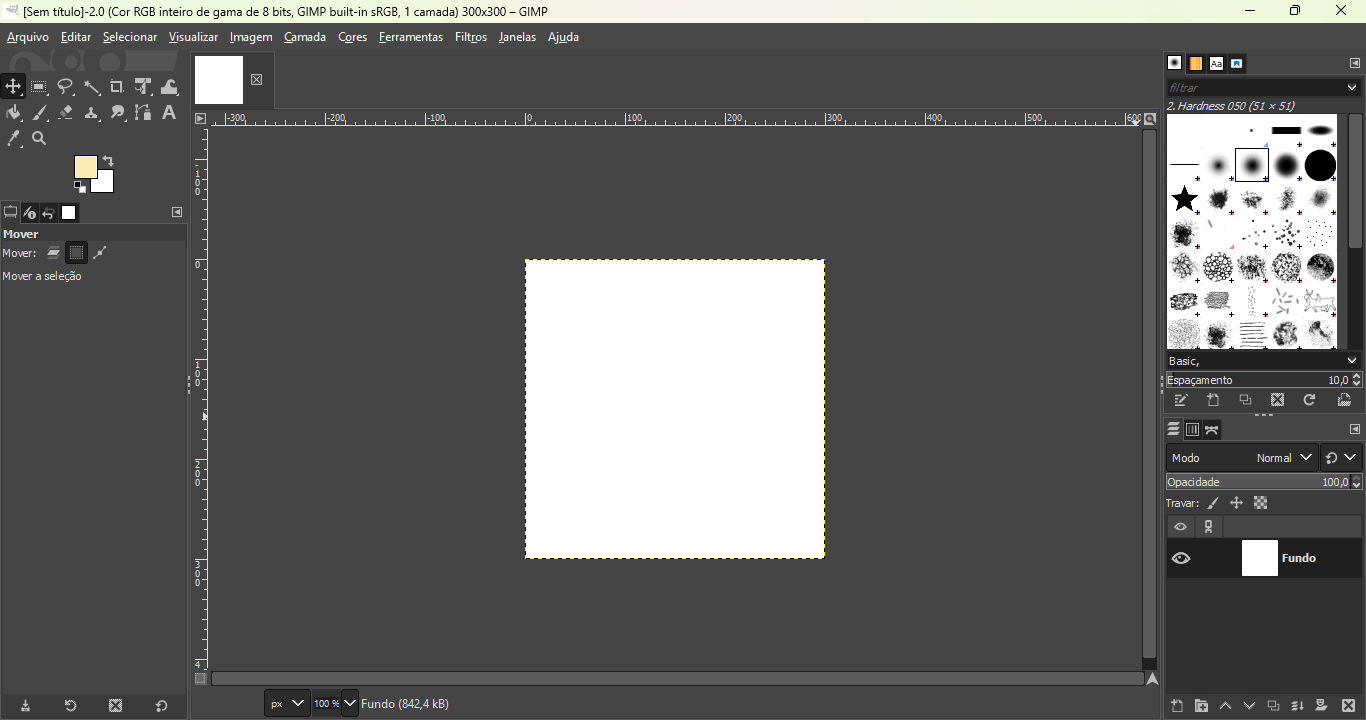 [Sem título]-2.0 (Cor RGB inteiro de gama de 8 bits, GIMP built-in sRGB, 1 camada) 300x300 – GIMP
Arquivo Editar Selecionar Visualizar Imagem Camada Cores Ferramentas Filtros Janelas Ajuda
filtrar
2. Hardness 050 (51 × 51)
-300 -200 -100 0 100 200 300 400 500 600
100
0
100
200
300
4
Mover
Mover:
Mover a seleção
Basic,
Espaçamento 10,0
Modo Normal
Opacidade 100,0
Travar:
Fundo
px 100 % Fundo (842,4 kB)